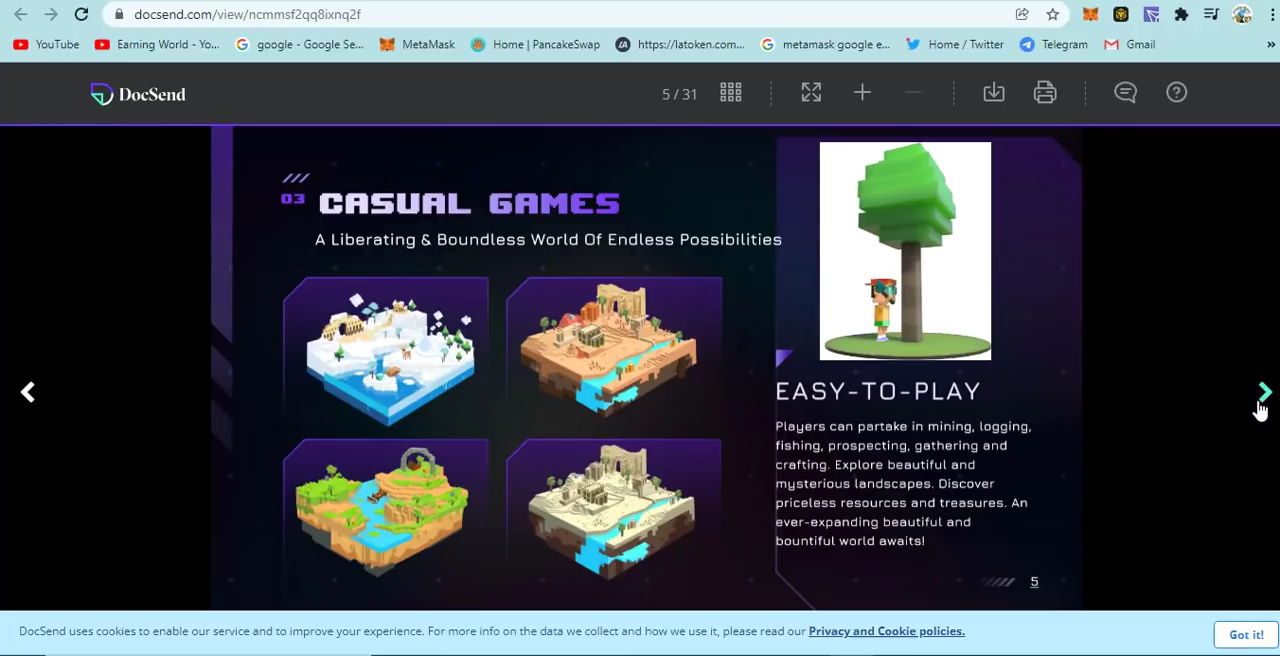 docsend.com/view/ncmmsf2qq8ixnq2f
YouTube
Earning World - Yo...
google - Google Se...
MetaMask
Home | PancakeSwap
https://latoken.com...
metamask google e...
Home / Twitter
Telegram
Gmail
»
DocSend
5 / 31
03 CASUAL GAMES
A Liberating & Boundless World Of Endless Possibilities
EASY-TO-PLAY
Players can partake in mining, logging,
fishing, prospecting, gathering and
crafting. Explore beautiful and
mysterious landscapes. Discover
priceless resources and treasures. An
ever-expanding beautiful and
bountiful world awaits!
5
DocSend uses cookies to enable our service and to improve your experience. For more info on the data we collect and how we use it, please read our Privacy and Cookie policies.
Got it!